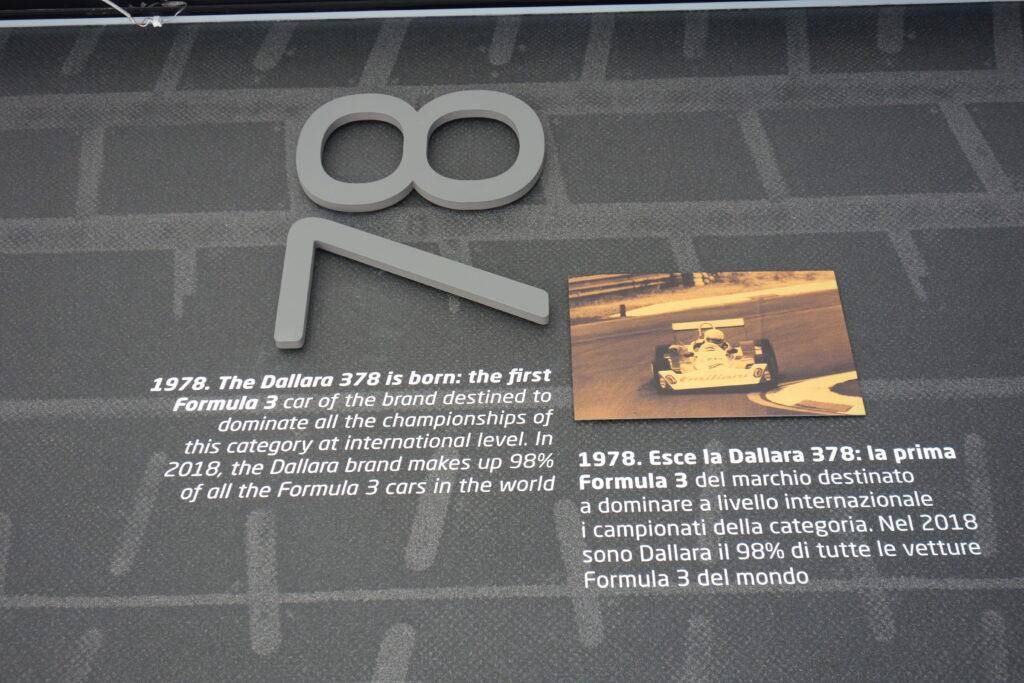 78
1978. The Dallara 378 is born: the first
Formula 3 car of the brand destined to
dominate all the championships of
this category at international level. In
2018, the Dallara brand makes up 98%
of all the Formula 3 cars in the world
emiliani
1978. Esce la Dallara 378: la prima
Formula 3 del marchio destinato
a dominare a livello internazionale
i campionati della categoria. Nel 2018
sono Dallara il 98% di tutte le vetture
Formula 3 del mondo